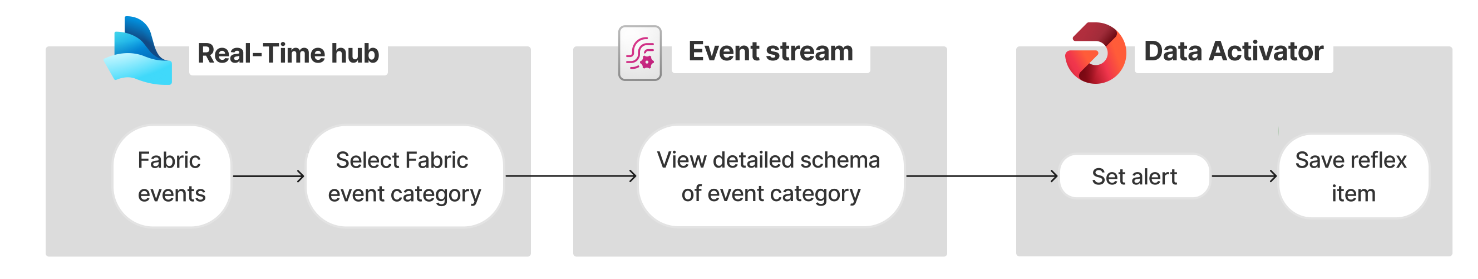 Real-Time hub
Fabric
events
Select Fabric
event category
Event stream
View detailed schema
of event category
Data Activator
Set alert
Save reflex
item